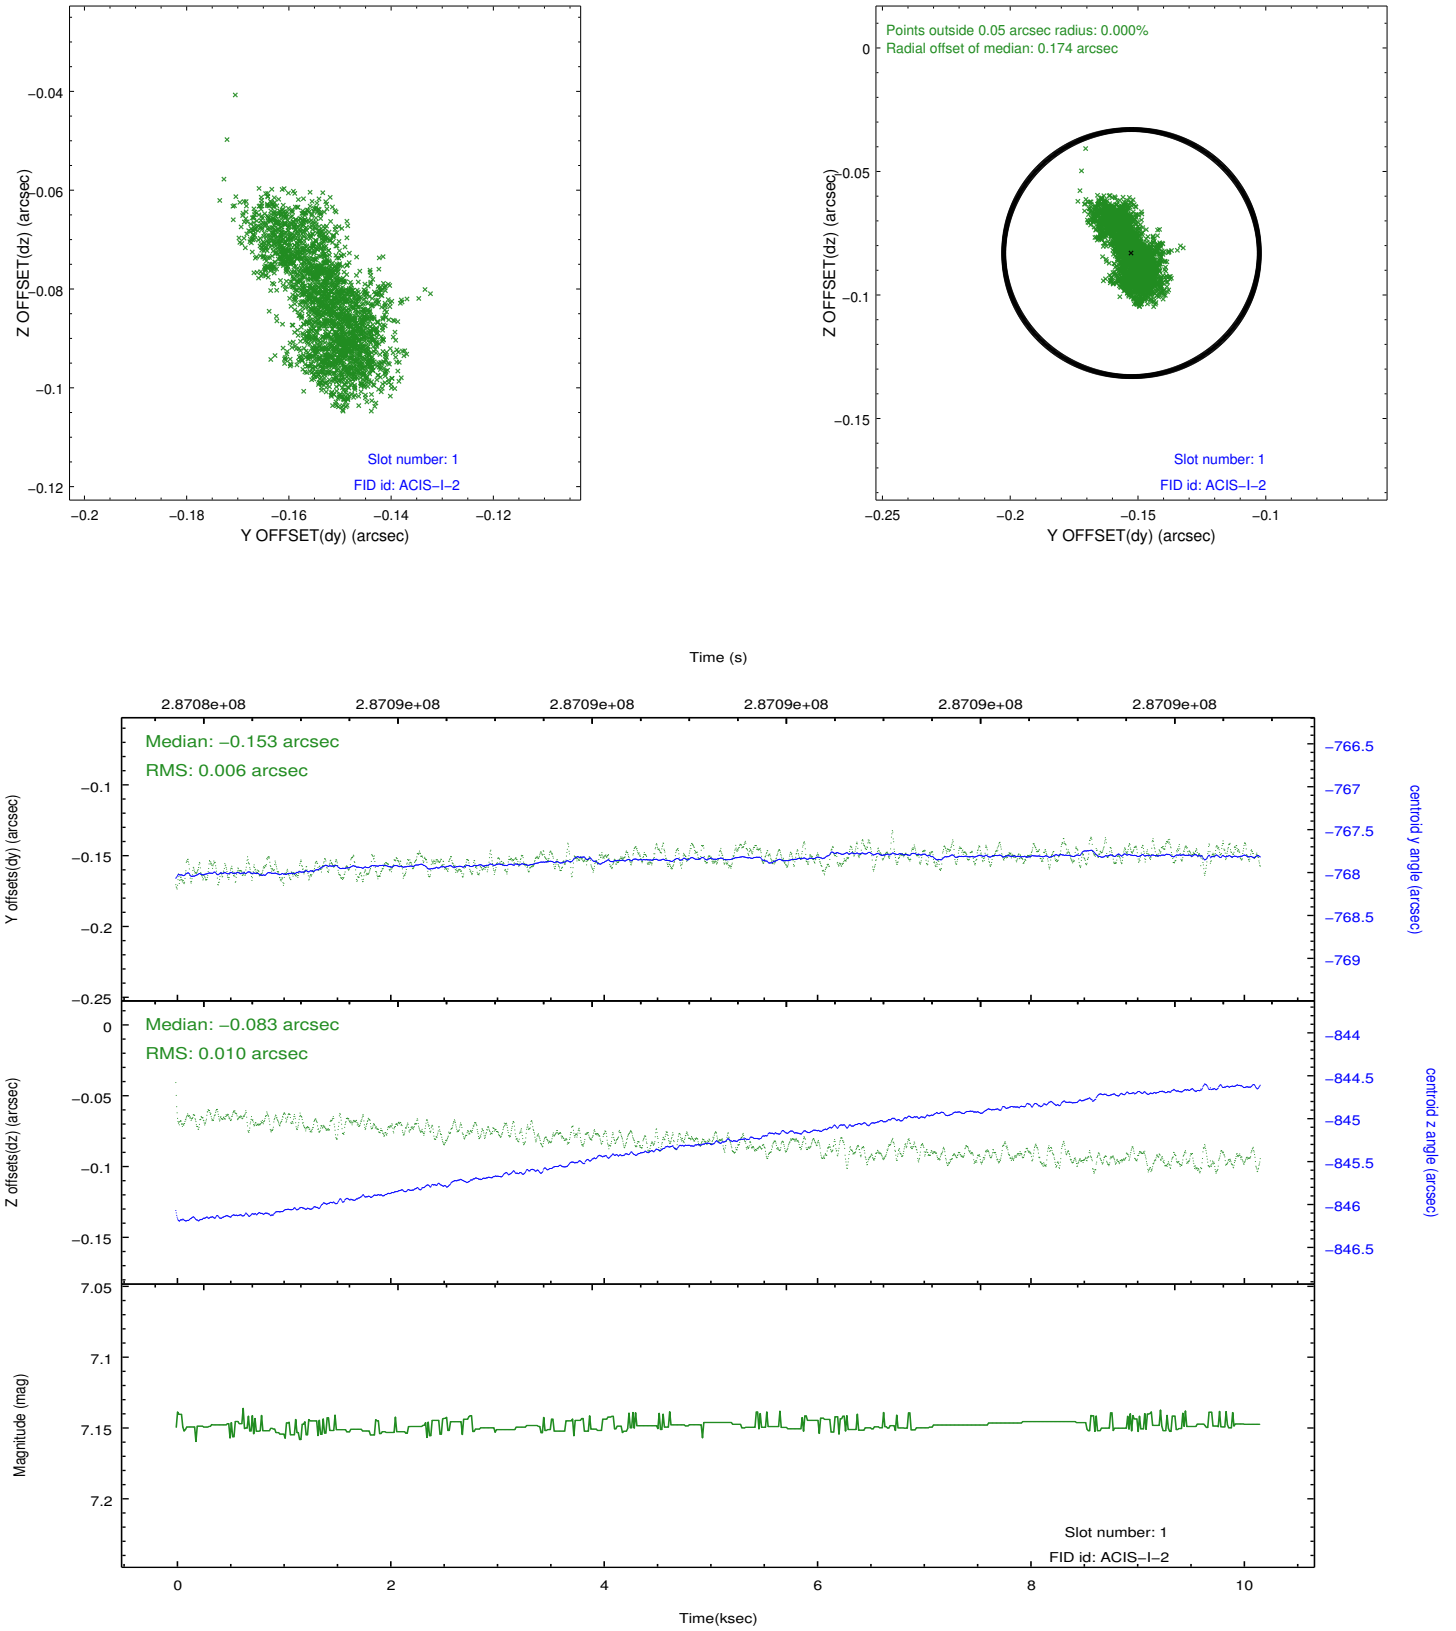 −0.04
−0.06
−0.08
−0.1
−0.12
Z OFFSET(dz) (arcsec)
Slot number: 1
FID id: ACIS−I−2
−0.2
−0.18
−0.16
−0.14
−0.12
Y OFFSET(dy) (arcsec)
Points outside 0.05 arcsec radius: 0.000%
Radial offset of median: 0.174 arcsec
0
−0.05
−0.1
−0.15
Z OFFSET(dz) (arcsec)
Slot number: 1
FID id: ACIS−I−2
−0.25
−0.2
−0.15
−0.1
Y OFFSET(dy) (arcsec)
Time (s)
2.8708e+08
2.8709e+08
2.8709e+08
2.8709e+08
2.8709e+08
2.8709e+08
Median: −0.153 arcsec
RMS: 0.006 arcsec
−0.1
−0.15
−0.2
−0.25
Y offsets(dy) (arcsec)
−766.5
−767
−767.5
−768
−768.5
−769
centroid y angle (arcsec)
Median: −0.083 arcsec
RMS: 0.010 arcsec
0
−0.05
−0.1
−0.15
Z offsets(dz) (arcsec)
−844
−844.5
−845
−845.5
−846
−846.5
centroid z angle (arcsec)
7.05
7.1
7.15
7.2
Magnitude (mag)
Slot number: 1
FID id: ACIS−I−2
0
2
4
6
8
10
Time(ksec)